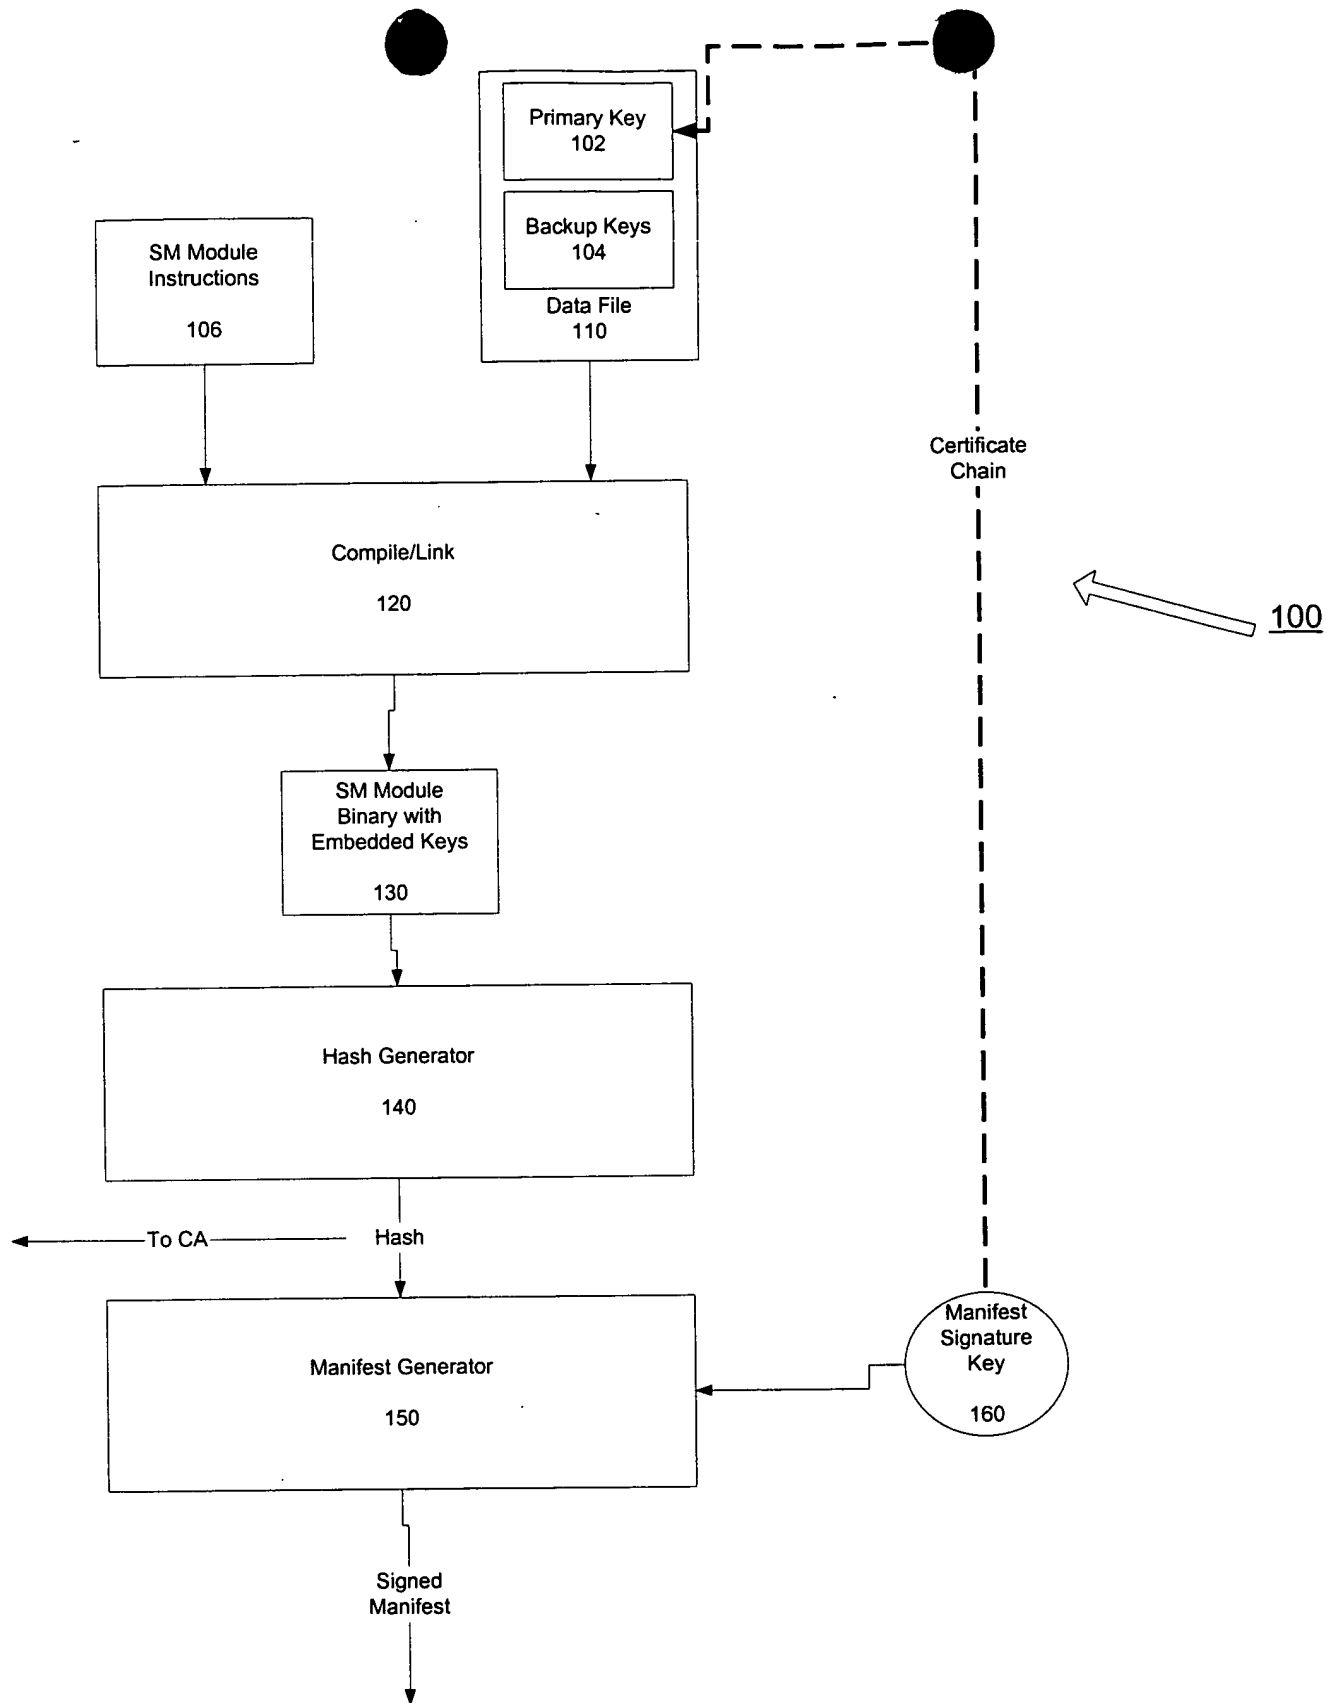 Primary Key
102
Backup Keys
104
Data File
110
SM Module
Instructions
106
Certificate
Chain
Compile/Link
120
100
SM Module
Binary with
Embedded Keys
130
Hash Generator
140
To CA
Hash
Manifest Generator
150
Manifest
Signature
Key
160
Signed
Manifest